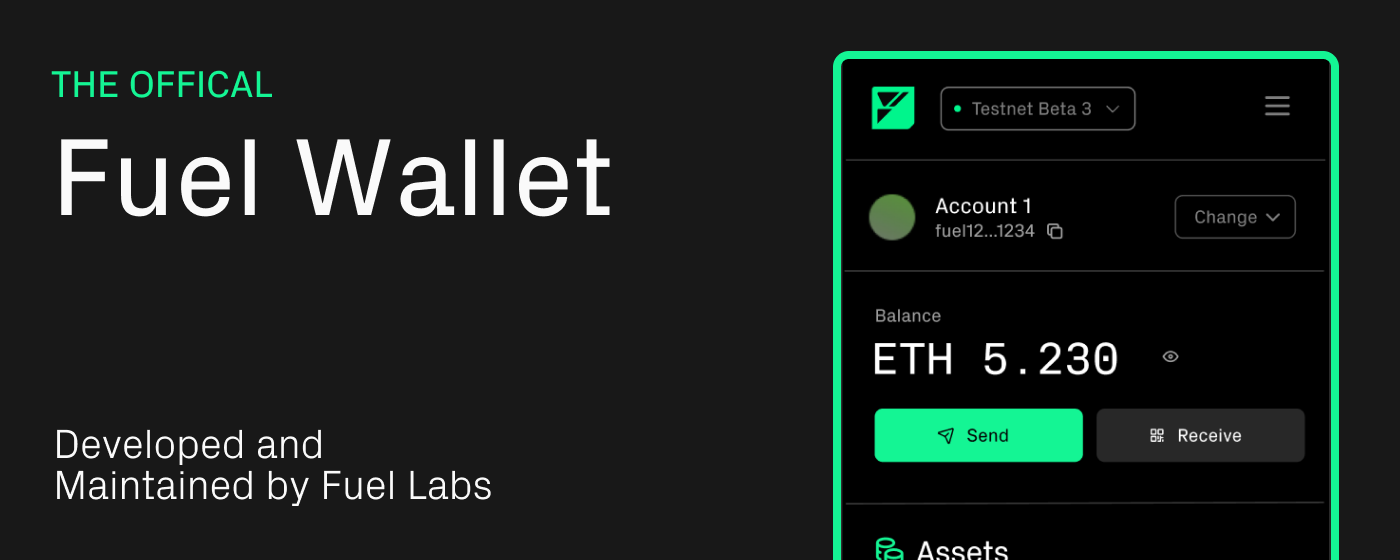 THE OFFICAL
Fuel Wallet
Developed and
Maintained by Fuel Labs
Testnet Beta 3
Account 1
fuel12...1234
Change
Balance
ETH 5.230
Send
Receive
Assets